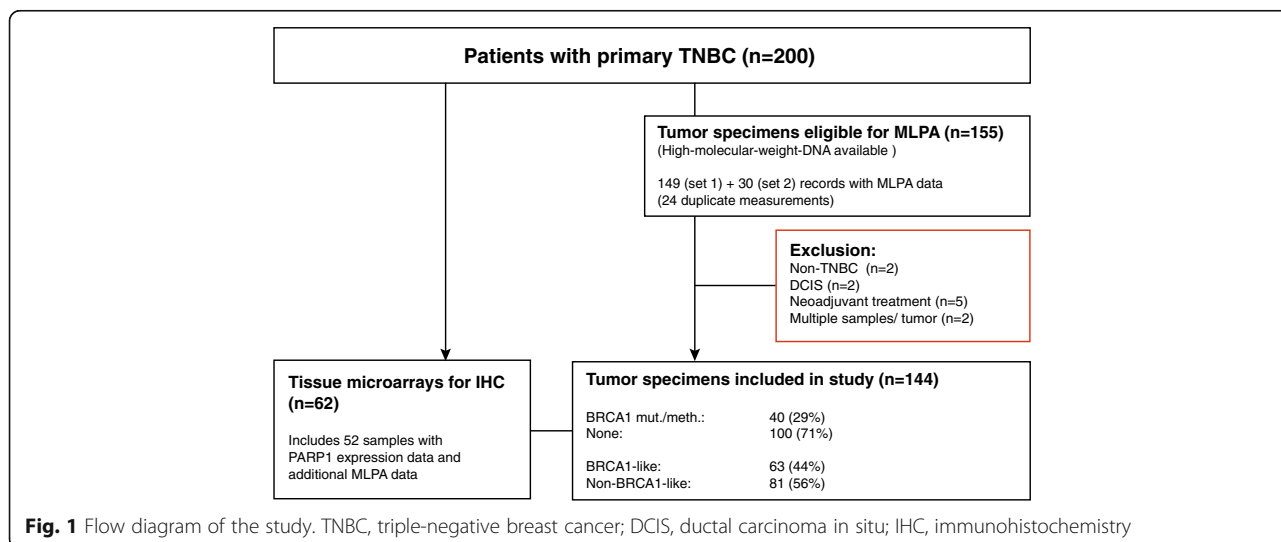 Patients with primary TNBC (n=200)
Tumor specimens eligible for MLPA (n=155)
(High-molecular-weight-DNA available )
149 (set 1) + 30 (set 2) records with MLPA data
(24 duplicate measurements)
Exclusion:
Non-TNBC (n=2)
DCIS (n=2)
Neoadjuvant treatment (n=5)
Multiple samples/ tumor (n=2)
Tissue microarrays for IHC
(n=62)
Includes 52 samples with
PARP1 expression data and
additional MLPA data
Tumor specimens included in study (n=144)
BRCA1 mut./meth.: 40 (29%)
None: 100 (71%)
BRCA1-like: 63 (44%)
Non-BRCA1-like: 81 (56%)
Fig. 1 Flow diagram of the study. TNBC, triple-negative breast cancer; DCIS, ductal carcinoma in situ; IHC, immunohistochemistry